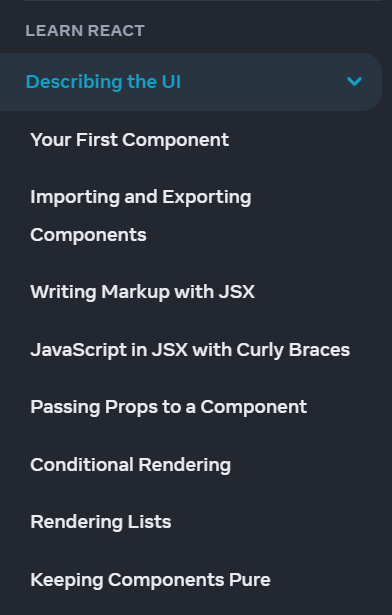 LEARN REACT
Describing the UI
Your First Component
Importing and Exporting
Components
Writing Markup with JSX
JavaScript in JSX with Curly Braces
Passing Props to a Component
Conditional Rendering
Rendering Lists
Keeping Components Pure